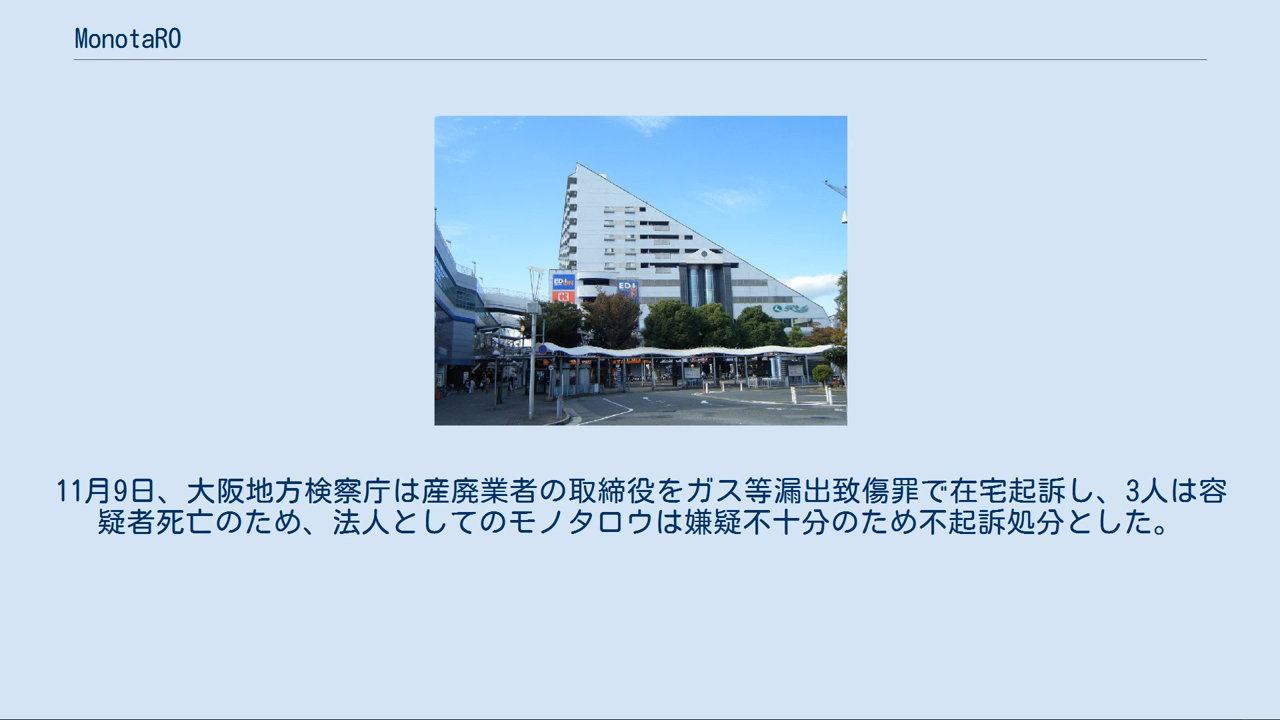 MonotaRO
11月9日、大阪地方検察庁は産廃業者の取締役をガス等漏出致傷罪で在宅起訴し、3人は容
疑者死亡のため、法人としてのモノタロウは嫌疑不十分のため不起訴処分とした。